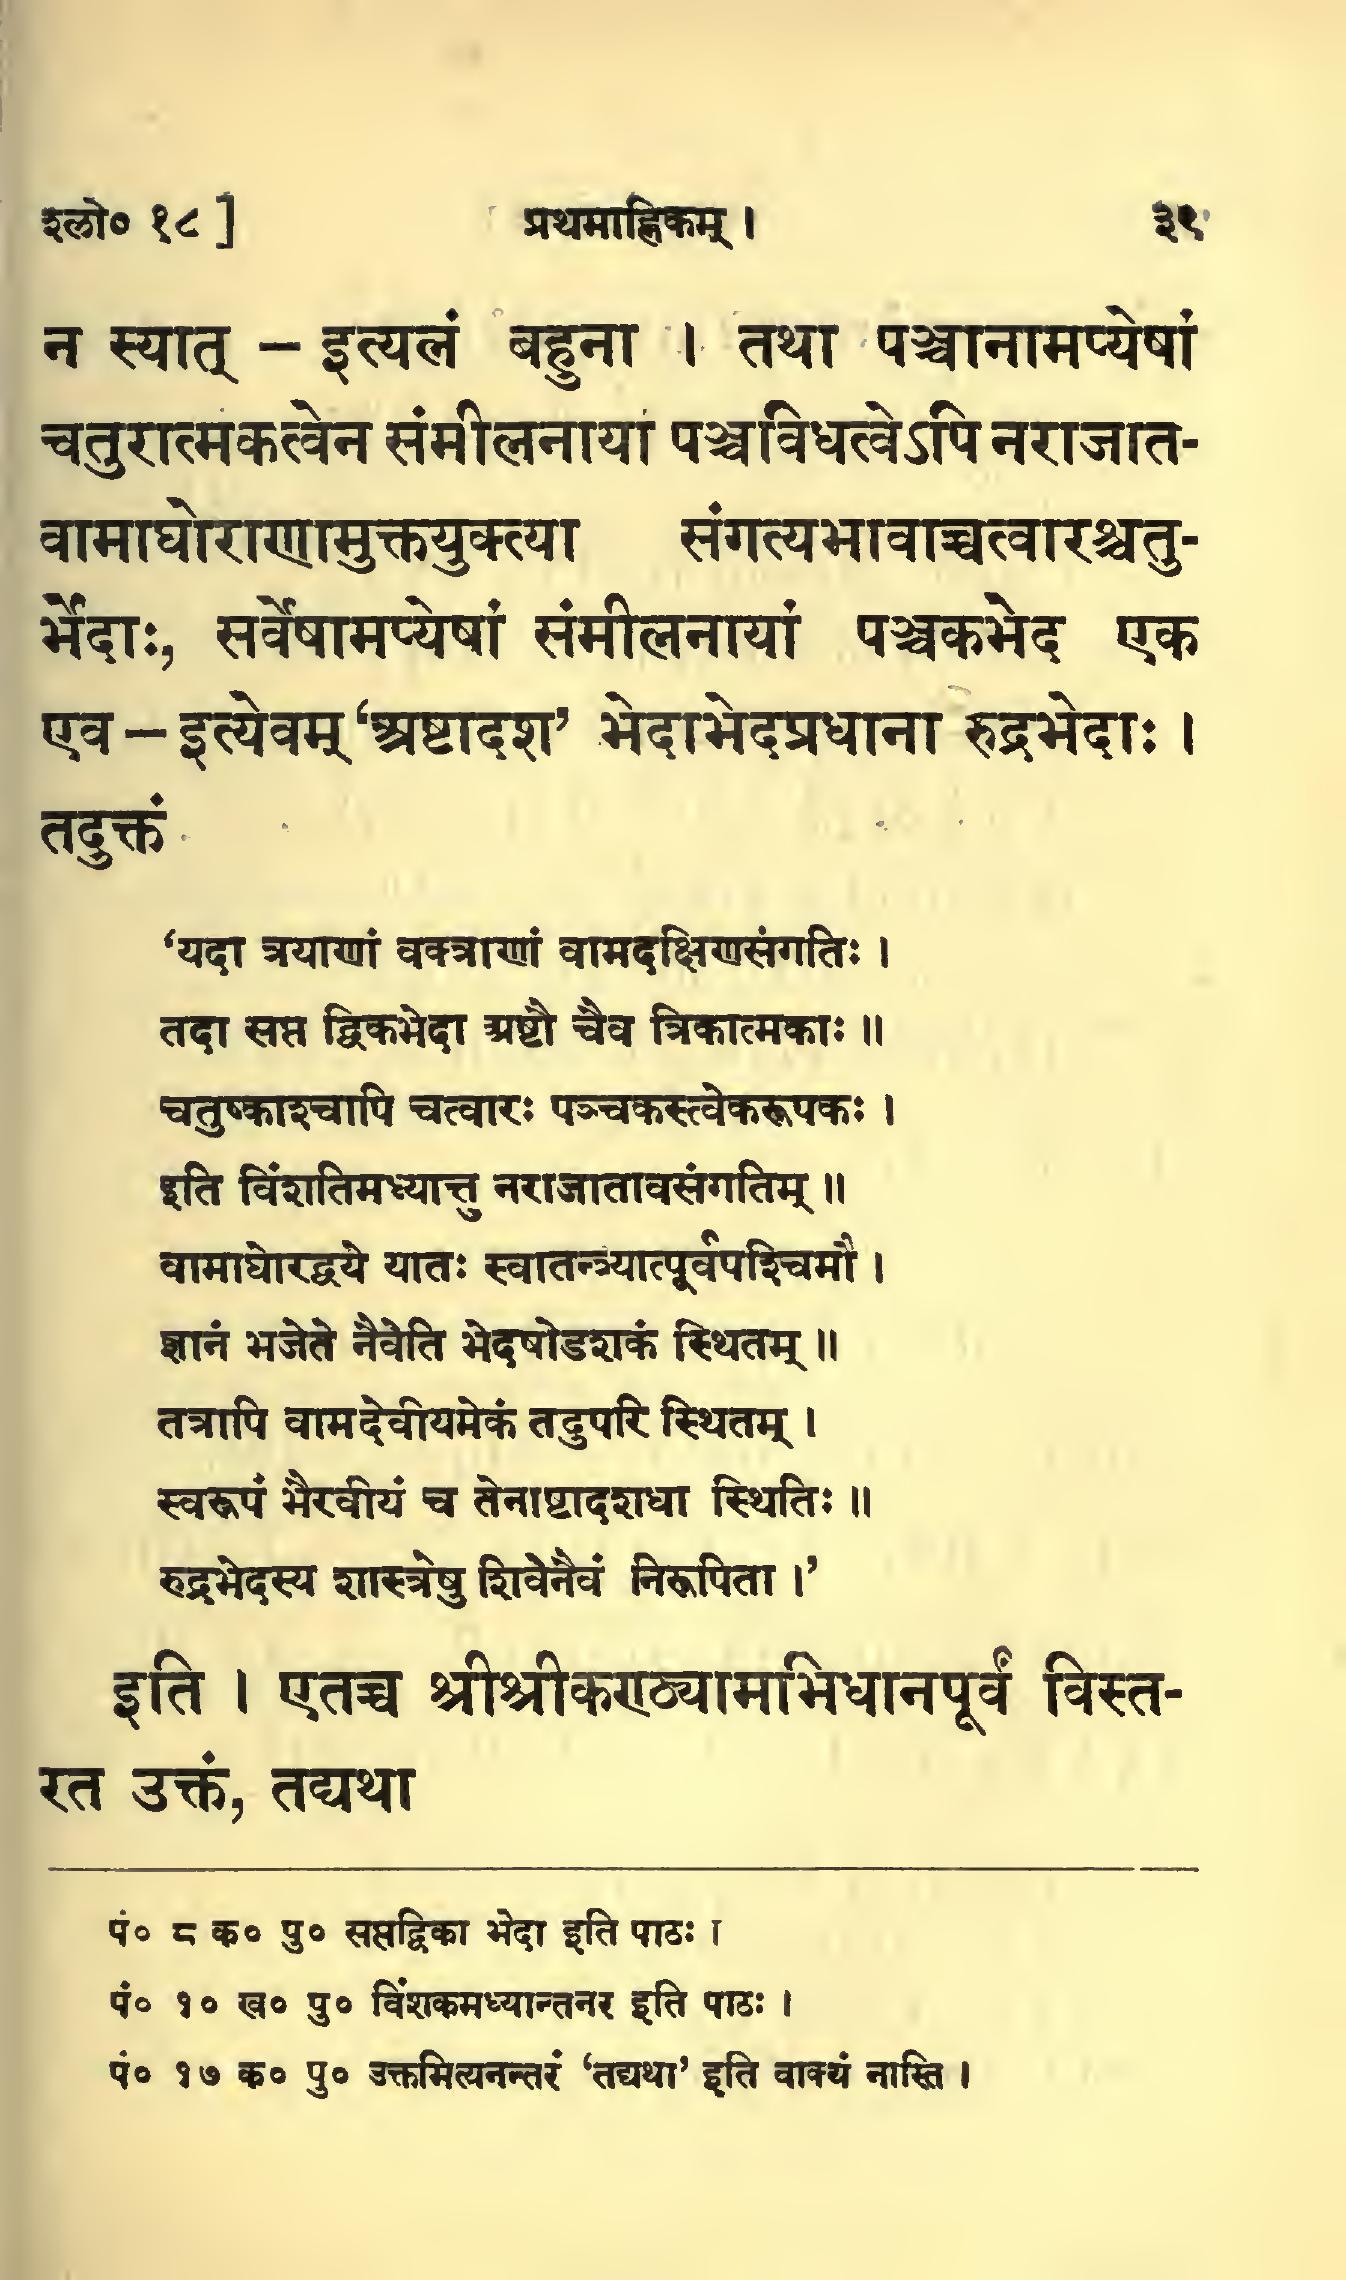 श्लो० १८ ] प्रथमाह्निकम् । ३९
न स्यात् – इत्यलं बहुना । तथा पञ्चानामप्येषां
चतुरात्मकत्वेन संमीलनायां पञ्चविधत्वेऽपि नराजात-
वामाघोराणामुक्तयुक्त्या संगत्यभावाच्चत्वारश्चतु-
र्भेदाः, सर्वेषामप्येषां संमीलनायां पञ्चकभेद एक
एव – इत्येवम् ‘अष्टादश’ भेदाभेदप्रधाना रुद्रभेदाः ।
तदुक्तं
‘यदा त्रयाणां वक्त्राणां वामदक्षिणसंगतिः ।
तदा सप्त द्विकभेदा अष्टौ चैव त्रिकात्मकाः ॥
चतुष्काश्चापि चत्वारः पञ्चकस्त्वेकरूपकः ।
इति विंशतिमध्यात्तु नराजातावसंगतिम् ॥
वामाघोरद्वये यातः स्वातन्त्र्यात्पूर्वपश्चिमौ ।
ज्ञानं भजेते नैवेति भेदषोडशकं स्थितम् ॥
तत्रापि वामदेवीयमेकं तदुपरि स्थितम् ।
स्वरूपं भैरवीयं च तेनाष्टादशधा स्थितिः ॥
रुद्रभेदस्य शास्त्रेषु शिवेनैवं निरूपिता ।’
इति । एतच्च श्रीश्रीकण्ठ्यामभिधानपूर्वं विस्त-
रत उक्तं, तद्यथा
पं० ८ क० पु० सप्तद्विका भेदा इति पाठः ।
पं० १० ख० पु० विंशकमध्यान्तनर इति पाठः ।
पं० १७ क० पु० उक्तमित्यनन्तरं ‘तद्यथा’ इति वाक्यं नास्ति ।